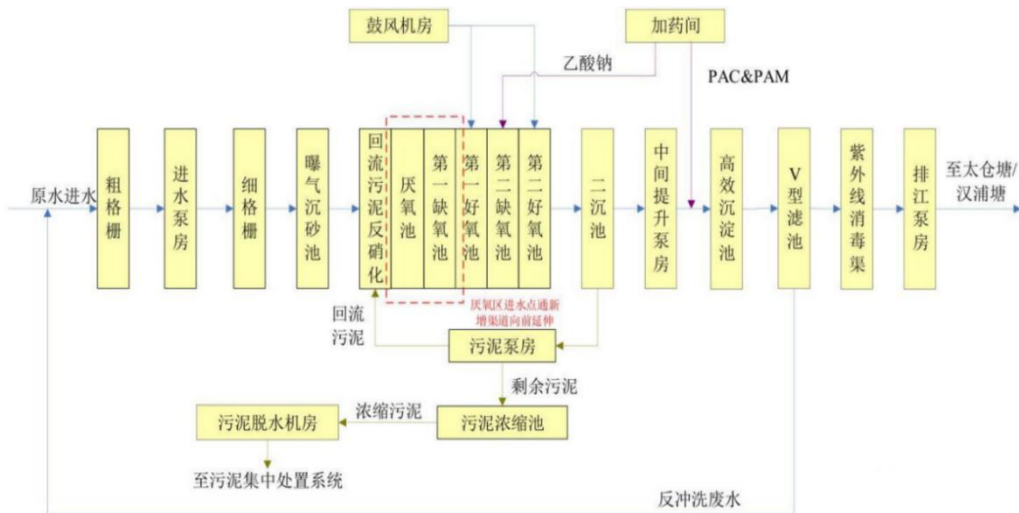 鼓风机房
加药间
乙酸钠
PAC&PAM
原水进水
粗格栅
进水泵房
细格栅
曝气沉砂池
回流污泥反硝化
厌氧池
第一缺氧池
第一好氧池
第二缺氧池
第二好氧池
二沉池
中间提升泵房
高效沉淀池
V型滤池
紫外线消毒渠
排江泵房
至太仓塘/
汉浦塘
厌氧区进水点通新
增渠道向前延伸
回流
污泥
污泥泵房
剩余污泥
污泥浓缩池
浓缩污泥
污泥脱水机房
至污泥集中处置系统
反冲洗废水